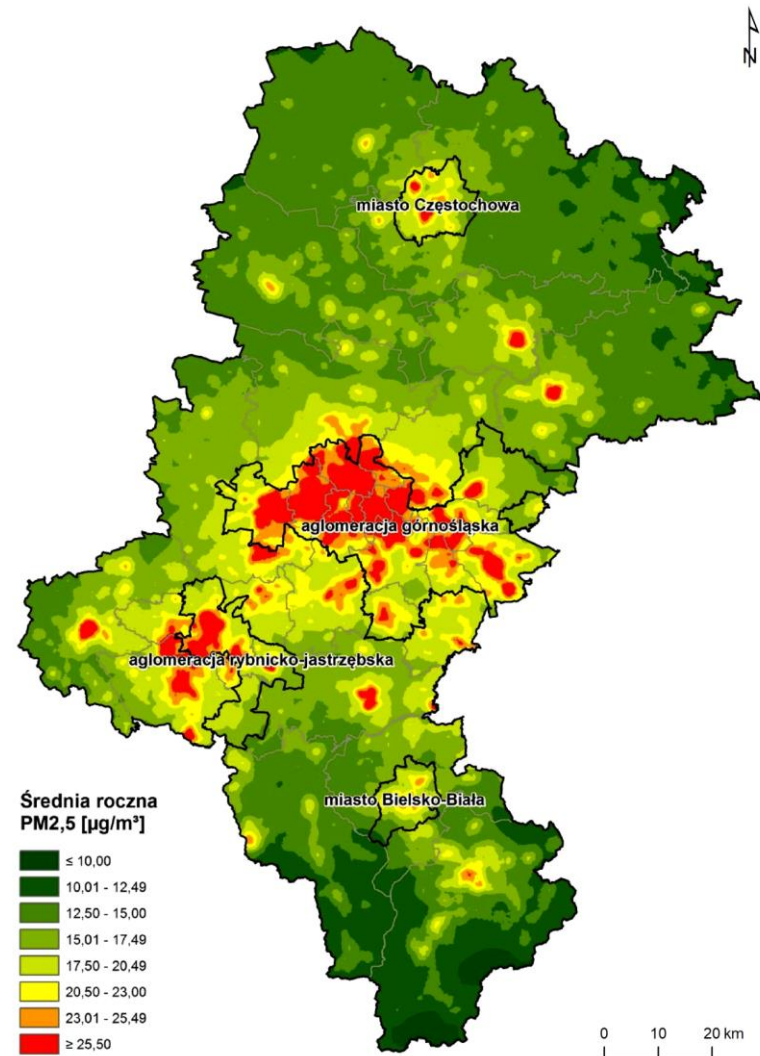 N
miasto Częstochowa
aglomeracja górnośląska
aglomeracja rybnicko-jastrzębska
miasto Bielsko-Biała
Średnia roczna
PM2,5 [µg/m³]
≤ 10,00
10,01 - 12,49
12,50 - 15,00
15,01 - 17,49
17,50 - 20,49
20,50 - 23,00
23,01 - 25,49
≥ 25,50
0 10 20 km